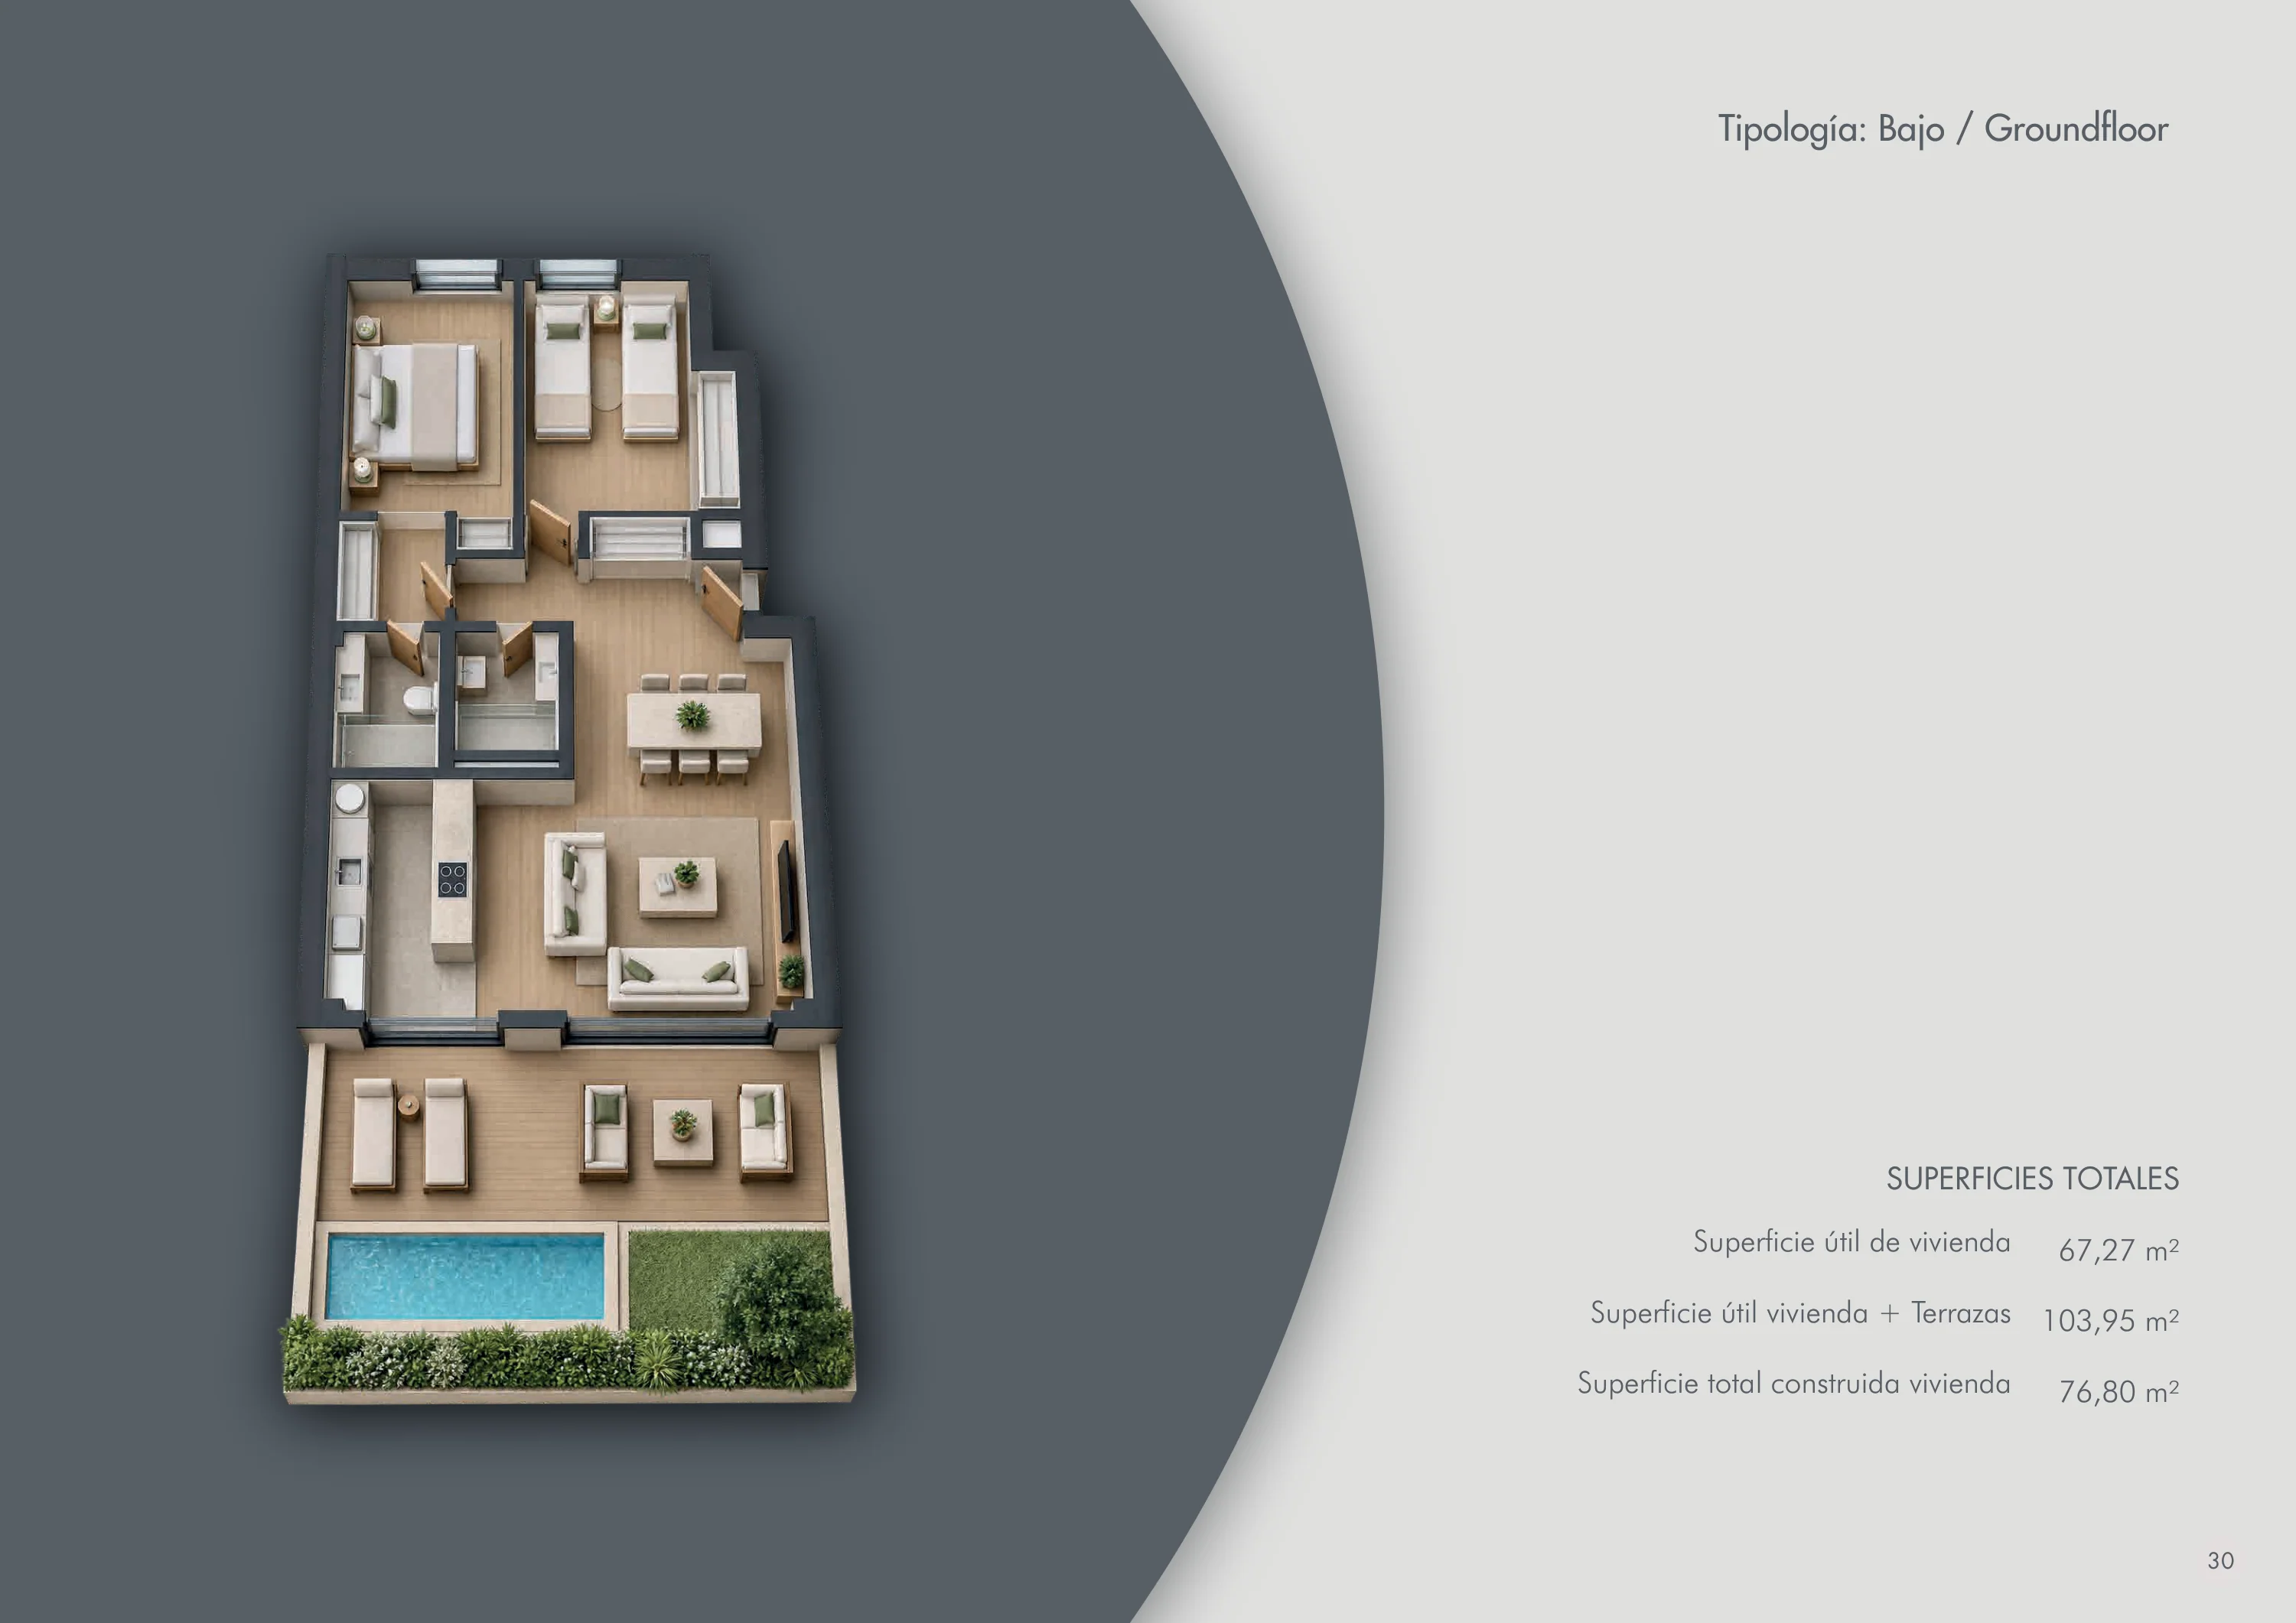 Tipología: Bajo / Groundfloor
SUPERFICIES TOTALES
Superficie útil de vivienda 67,27 m²
Superficie útil vivienda + Terrazas 103,95 m²
Superficie total construida vivienda 76,80 m²
30